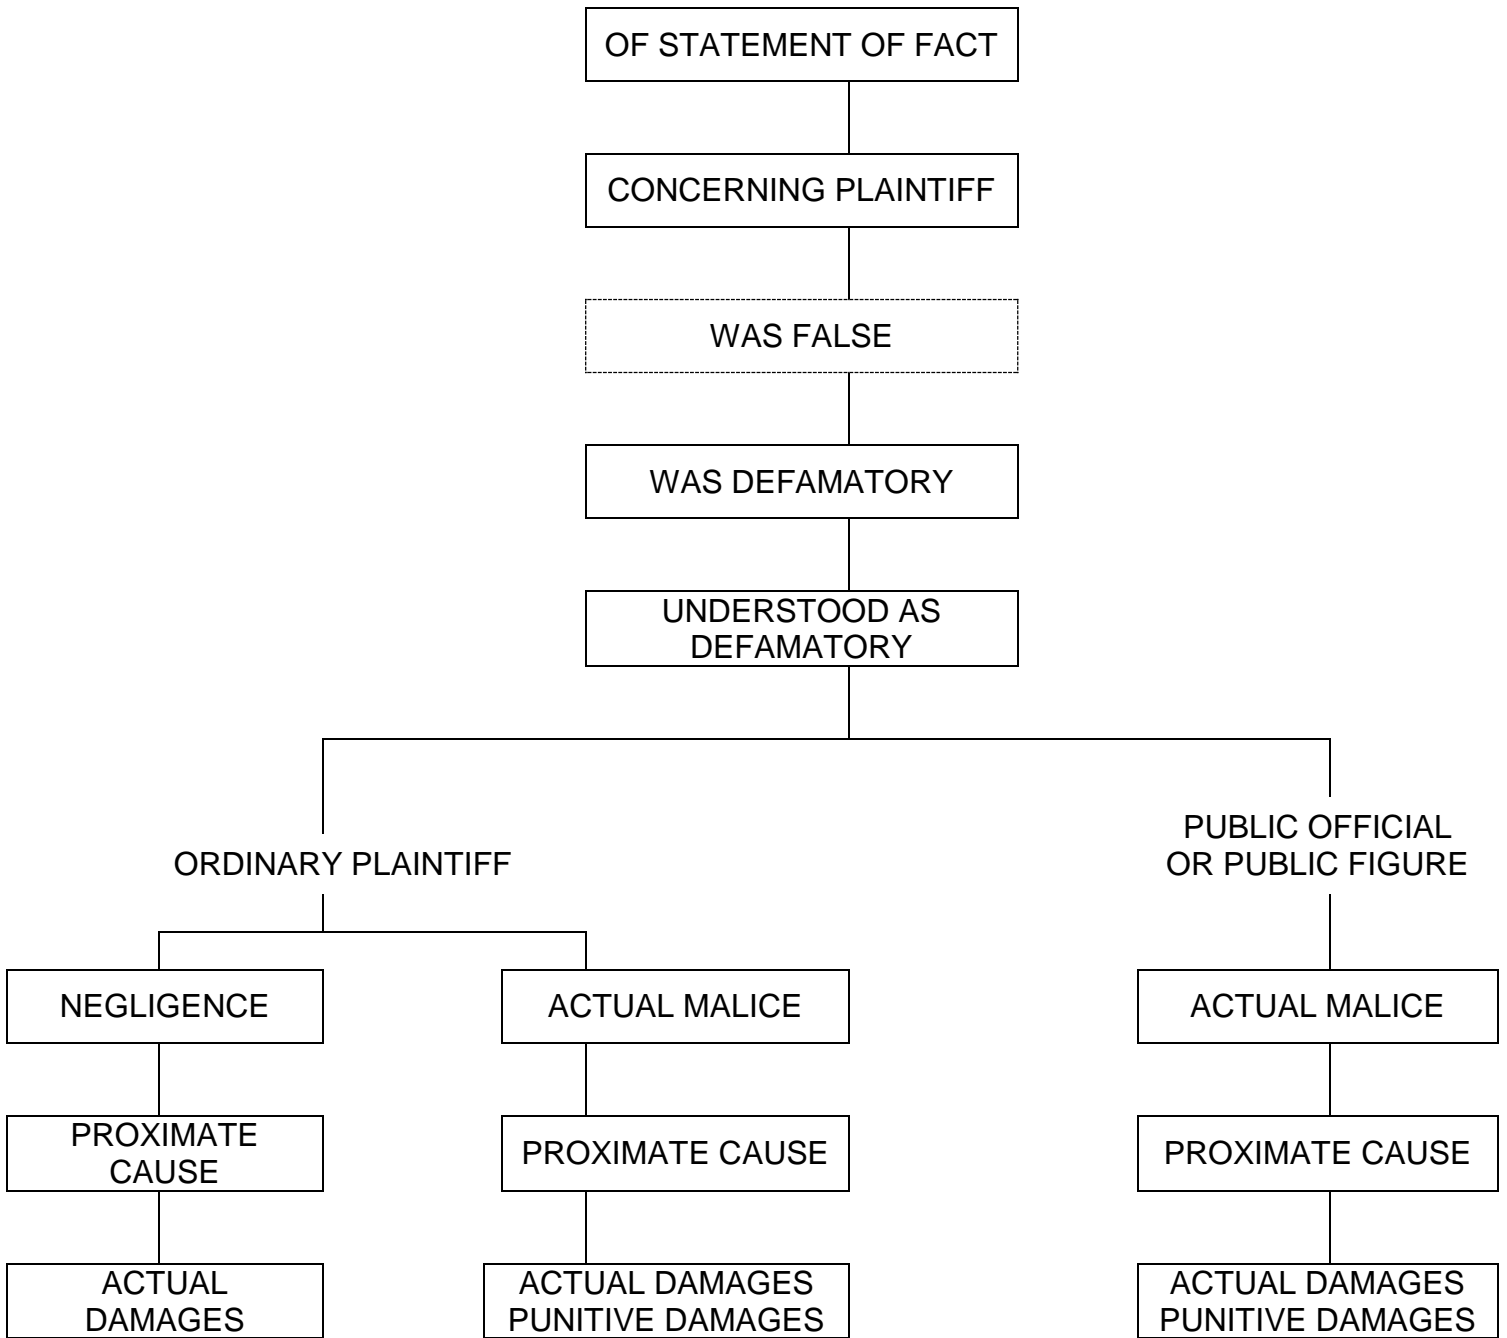 OF STATEMENT OF FACT
CONCERNING PLAINTIFF
WAS FALSE
WAS DEFAMATORY
UNDERSTOOD AS
DEFAMATORY
ORDINARY PLAINTIFF
PUBLIC OFFICIAL
OR PUBLIC FIGURE
NEGLIGENCE
ACTUAL MALICE
ACTUAL MALICE
PROXIMATE
CAUSE
PROXIMATE CAUSE
PROXIMATE CAUSE
ACTUAL
DAMAGES
ACTUAL DAMAGES
PUNITIVE DAMAGES
ACTUAL DAMAGES
PUNITIVE DAMAGES